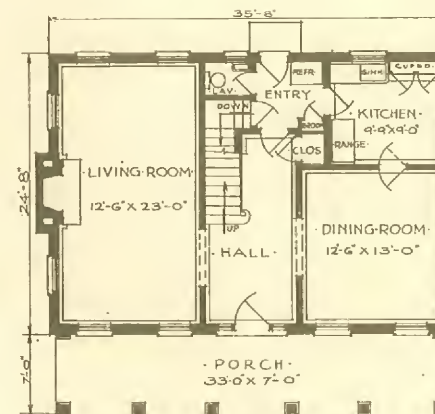 35'-8"
REFR.
SINK
CUPBD.
LAV.
ENTRY
DOWN
KITCHEN
9'-9"X9'-0"
BROOM
RANGE
CLOS.
24'-8"
·LIVING·ROOM·
12'-6"X 23'-0"
DINING·ROOM·
12'-6"X 13'-0"
UP
·HALL·
7'-0"
·PORCH·
33'-0"X 7'-0"